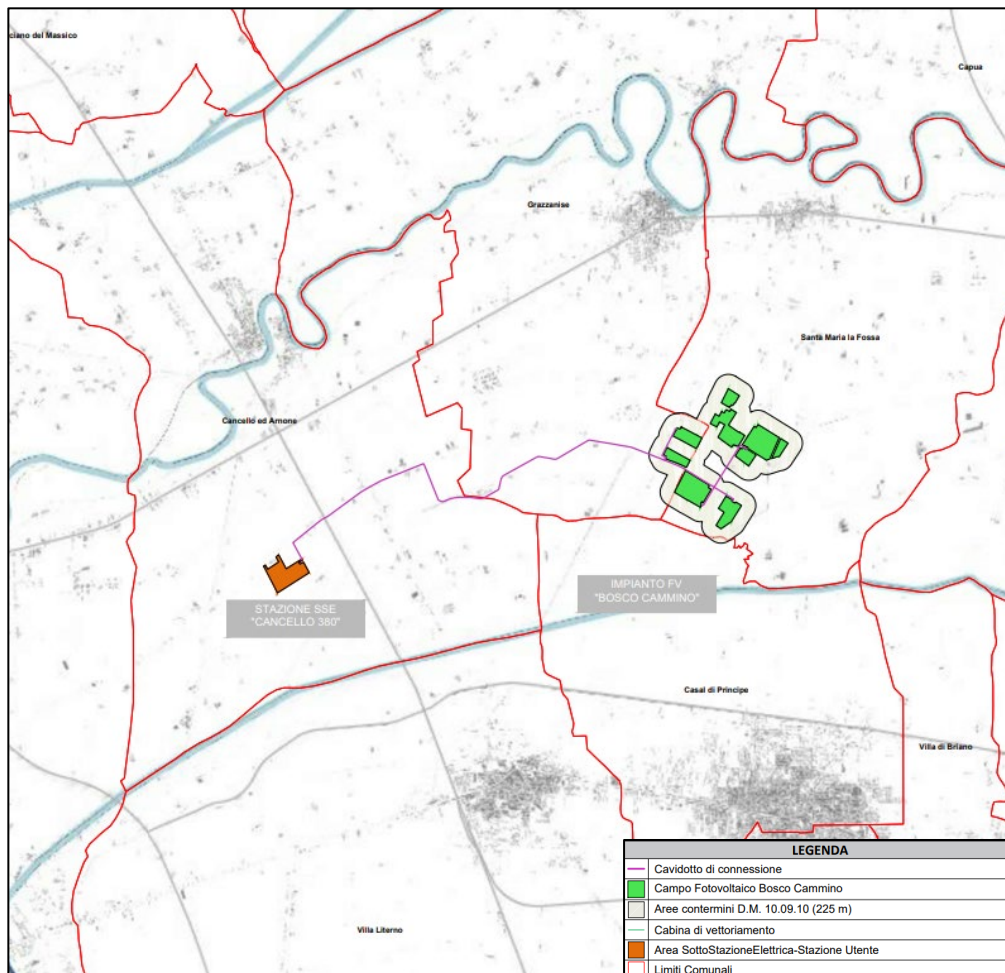 ciano del Massico
Capua
Grazzanise
Santa Maria la Fossa
Cancello ed Arnone
IMPIANTO FV
"BOSCO CAMMINO"
STAZIONE SSE
"CANCELLO 380"
Casal di Principe
Villa di Briano
Villa Literno
LEGENDA
Cavidotto di connessione
Campo Fotovoltaico Bosco Cammino
Aree contermini D.M. 10.09.10 (225 m)
Cabina di vettoriamento
Area SottoStazioneElettrica-Stazione Utente
Limiti Comunali